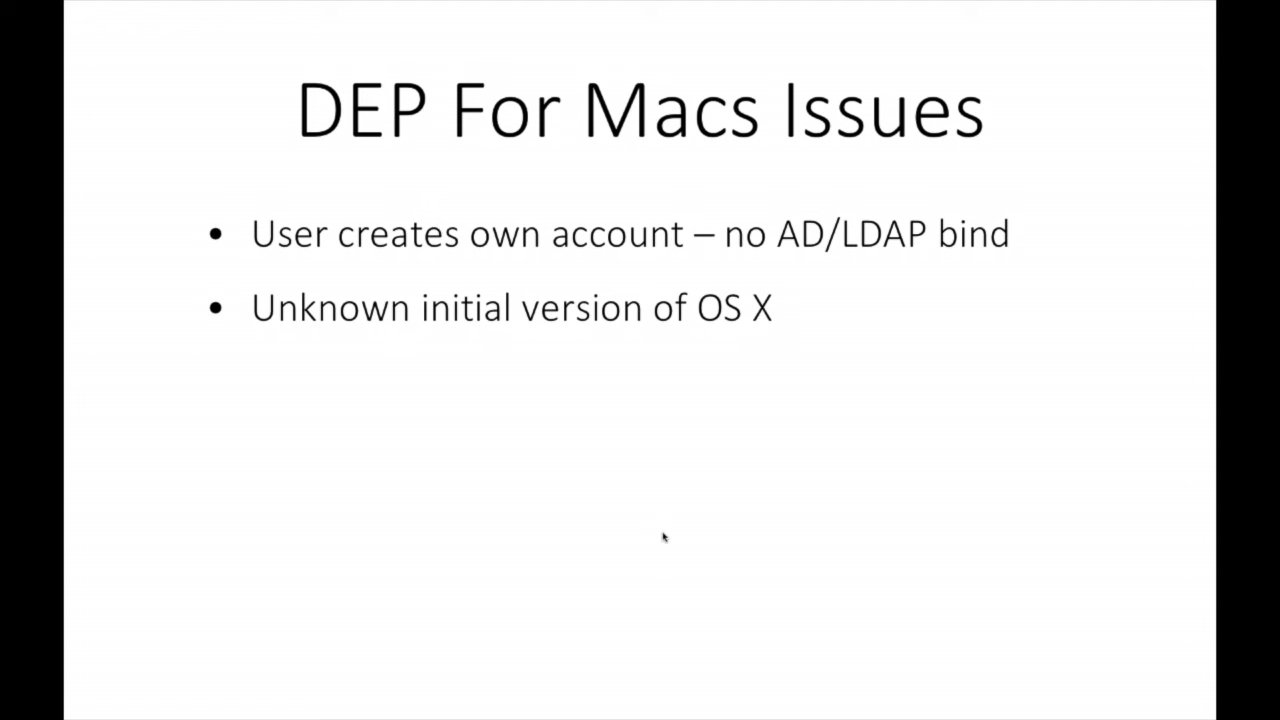 DEP For Macs Issues
• User creates own account – no AD/LDAP bind
• Unknown initial version of OS X